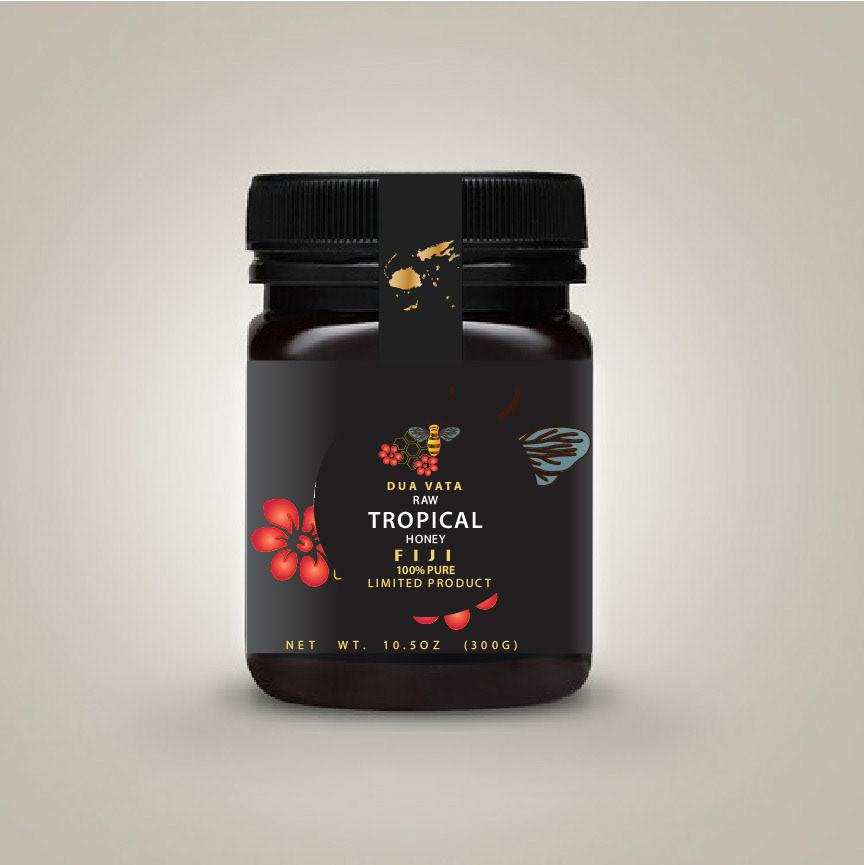 DUA VATA
RAW
TROPICAL
HONEY
FIJI
100% PURE
LIMITED PRODUCT
NET WT. 10.5OZ (300G)